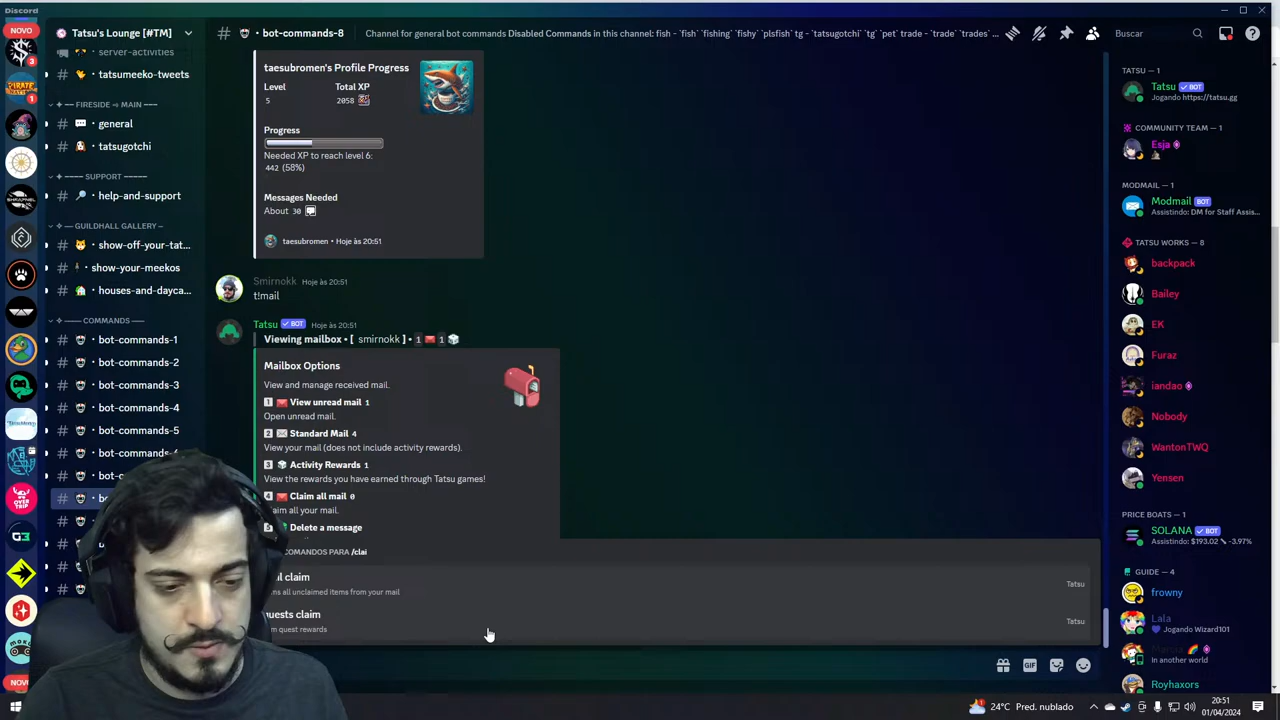 Discord
NOVO
Tatsu's Lounge [#TM]
server-activities
tatsumeeko-tweets
FIRESIDE MAIN
general
tatsugotchi
SUPPORT
help-and-support
GUILDHALL GALLERY
show-off-your-tat...
show-your-meekos
houses-and-dayca...
COMMANDS
bot-commands-1
bot-commands-2
bot-commands-3
bot-commands-4
bot-commands-5
bot-commands-8
Channel for general bot commands Disabled Commands in this channel: fish - `fish` `fishing` `fishy` `plsfish` tg - `tatsugotchi` `tg` `pet` trade - `trade` `trades` ...
Buscar
taesubromen's Profile Progress
Level
Total XP
5
2058
Progress
Needed XP to reach level 6:
442 (58%)
Messages Needed
About 30
taesubromen • Hoje às 20:51
Smirnokk Hoje às 20:51
t!mail
Tatsu BOT Hoje às 20:51
Viewing mailbox • [ smirnokk ] • 1 1
Mailbox Options
View and manage received mail.
1 View unread mail 1
Open unread mail.
2 Standard Mail 4
View your mail (does not include activity rewards).
3 Activity Rewards 1
View the rewards you have earned through Tatsu games!
4 Claim all mail 0
aim all your mail.
5 Delete a message
COMANDOS PARA /clai
il claim
ms all unclaimed items from your mail
Tatsu
uests claim
m quest rewards
Tatsu
GIF
TATSU — 1
Tatsu BOT
Jogando https://tatsu.gg
COMMUNITY TEAM — 1
Esja
MODMAIL — 1
Modmail BOT
Assistindo: DM for Staff Assis...
TATSU WORKS — 8
backpack
Bailey
EK
Furaz
iandao
Nobody
WantonTWQ
Yensen
PRICE BOATS — 1
SOLANA BOT
Assistindo: $193.02 -3.97%
GUIDE — 4
frowny
Lala
Jogando Wizard101
In another world
Royhaxors
24°C Pred. nublado
20:51
01/04/2024